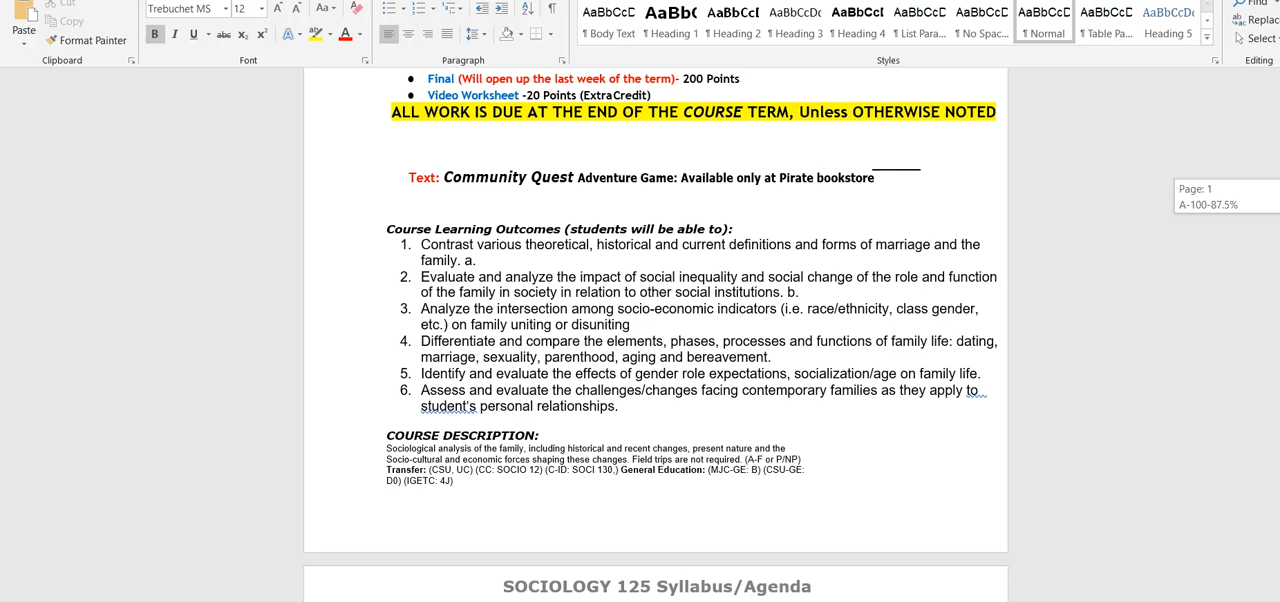 Cut
Copy
Paste
Format Painter
Clipboard
Trebuchet MS
12
A A Aa
B I U abc x₂ x² A A
Font
Paragraph
AaBbCcD AaBb( AaBbCcI AaBbCcDc AaBbCcI AaBbCcDc AaBbCcDc AaBbCcD AaBbCcD AaBbCcDc
¶ Body Text ¶ Heading 1 ¶ Heading 2 ¶ Heading 3 ¶ Heading 4 ¶ List Para... ¶ No Spac... ¶ Normal ¶ Table Pa... Heading 5
Styles
Find
Replac
Select
Editing
● Final (Will open up the last week of the term)- 200 Points
● Video Worksheet -20 Points (ExtraCredit)
ALL WORK IS DUE AT THE END OF THE COURSE TERM, Unless OTHERWISE NOTED
Text: Community Quest Adventure Game: Available only at Pirate bookstore
Page: 1
A-100-87.5%
Course Learning Outcomes (students will be able to):
1. Contrast various theoretical, historical and current definitions and forms of marriage and the
family. a.
2. Evaluate and analyze the impact of social inequality and social change of the role and function
of the family in society in relation to other social institutions. b.
3. Analyze the intersection among socio-economic indicators (i.e. race/ethnicity, class gender,
etc.) on family uniting or disuniting
4. Differentiate and compare the elements, phases, processes and functions of family life: dating,
marriage, sexuality, parenthood, aging and bereavement.
5. Identify and evaluate the effects of gender role expectations, socialization/age on family life.
6. Assess and evaluate the challenges/changes facing contemporary families as they apply to
student's personal relationships.
COURSE DESCRIPTION:
Sociological analysis of the family, including historical and recent changes, present nature and the
Socio-cultural and economic forces shaping these changes. Field trips are not required. (A-F or P/NP)
Transfer: (CSU, UC) (CC: SOCIO 12) (C-ID: SOCI 130,) General Education: (MJC-GE: B) (CSU-GE:
D0) (IGETC: 4J)
SOCIOLOGY 125 Syllabus/Agenda